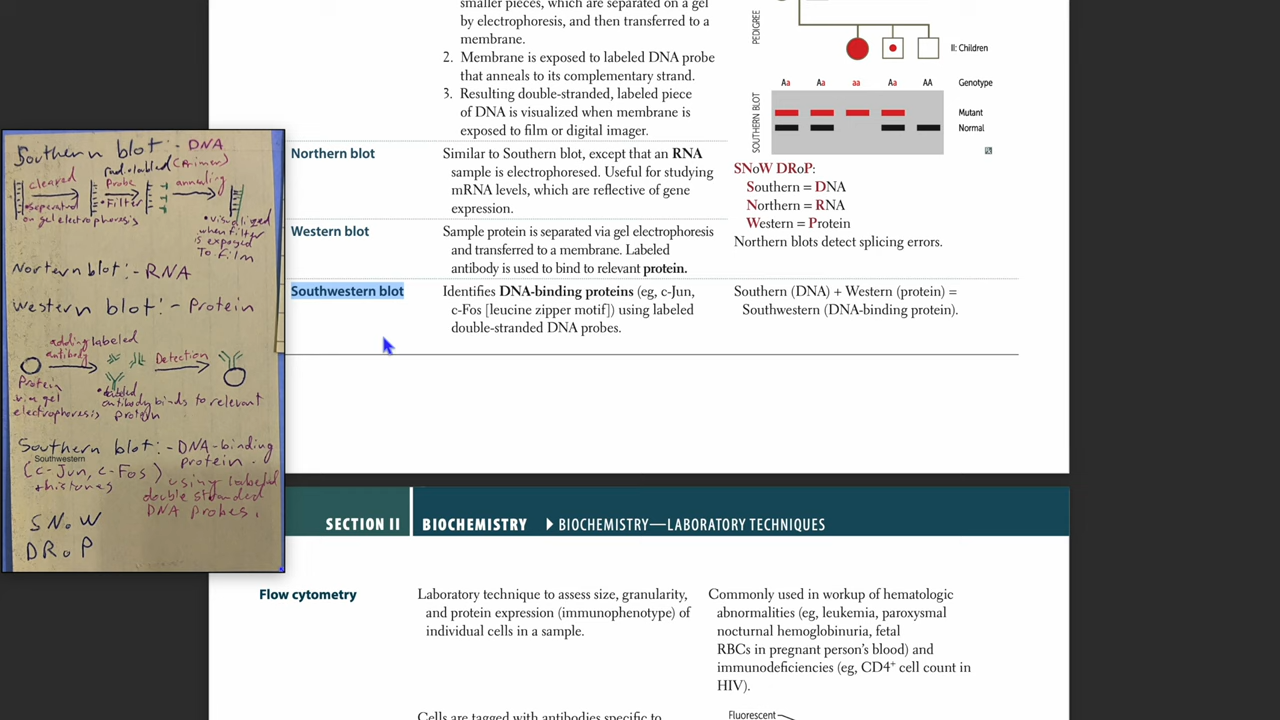 Southern blot:- DNA
(Primer)
cleaved
radiolabled
Probe
annealing
• Filter
separated
on gel electrophoresis
• visualized
when filter
is exposed
To film
Nortern blot:- RNA
western blot:- Protein
adding labeled
antibody
Detection
Protein
via gel
electrophoresis
• labeled
antibody binds to relevant
protein
Southern blot:- DNA-binding
Southwestern
protein.
(c-Jun, c-Fos)
+histones
using labeled
double stranded
DNA probes.
SNoW
DRoP
smaller pieces, which are separated on a gel
by electrophoresis, and then transferred to a
membrane.
2. Membrane is exposed to labeled DNA probe
that anneals to its complementary strand.
3. Resulting double-stranded, labeled piece
of DNA is visualized when membrane is
exposed to film or digital imager.
PEDIGREE
II: Children
Aa Aa aa Aa AA Genotype
SOUTHERN BLOT
Mutant
Normal
Northern blot
Similar to Southern blot, except that an RNA
sample is electrophoresed. Useful for studying
mRNA levels, which are reflective of gene
expression.
SNoW DRoP:
Southern = DNA
Northern = RNA
Western = Protein
Northern blots detect splicing errors.
Western blot
Sample protein is separated via gel electrophoresis
and transferred to a membrane. Labeled
antibody is used to bind to relevant protein.
Southwestern blot
Identifies DNA-binding proteins (eg, c-Jun,
c-Fos [leucine zipper motif]) using labeled
double-stranded DNA probes.
Southern (DNA) + Western (protein) =
Southwestern (DNA-binding protein).
SECTION II
BIOCHEMISTRY ▶ BIOCHEMISTRY—LABORATORY TECHNIQUES
Flow cytometry
Laboratory technique to assess size, granularity,
and protein expression (immunophenotype) of
individual cells in a sample.
Commonly used in workup of hematologic
abnormalities (eg, leukemia, paroxysmal
nocturnal hemoglobinuria, fetal
RBCs in pregnant person's blood) and
immunodeficiencies (eg, CD4+ cell count in
HIV).
Cells are tagged with antibodies specific to
Fluorescent